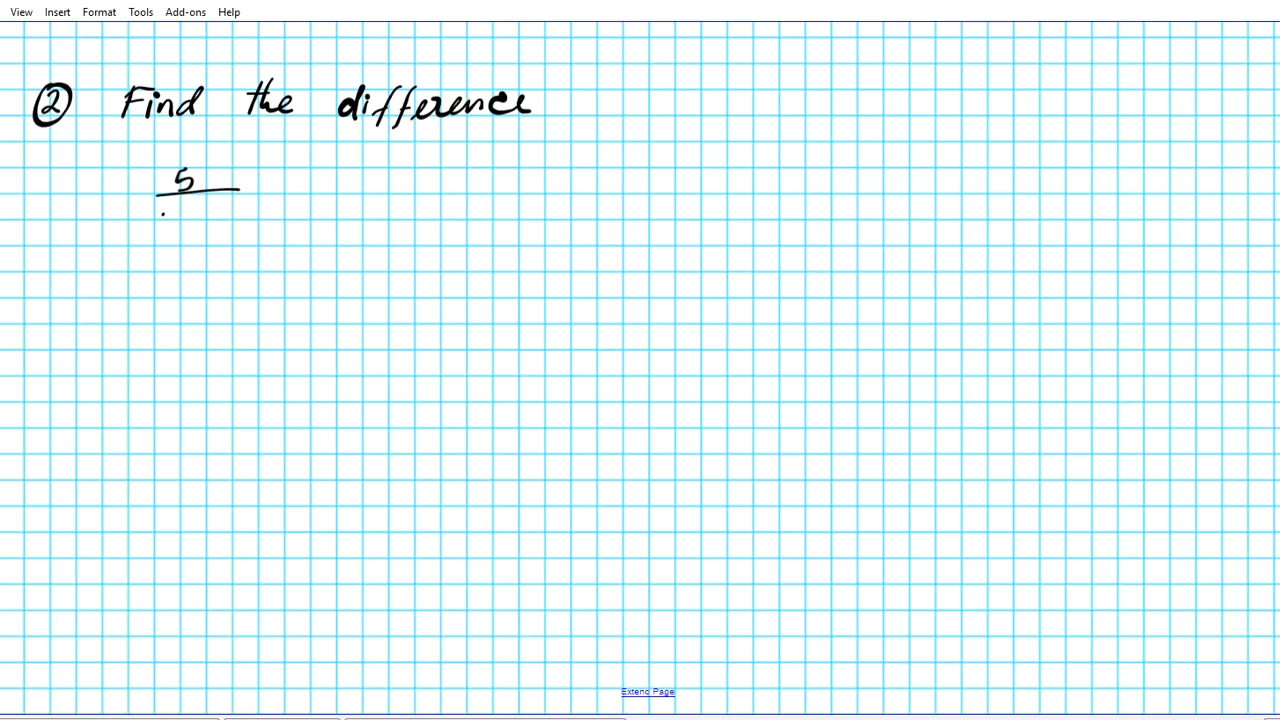 View Insert Format Tools Add-ons Help
② Find the difference
5
Extend Page